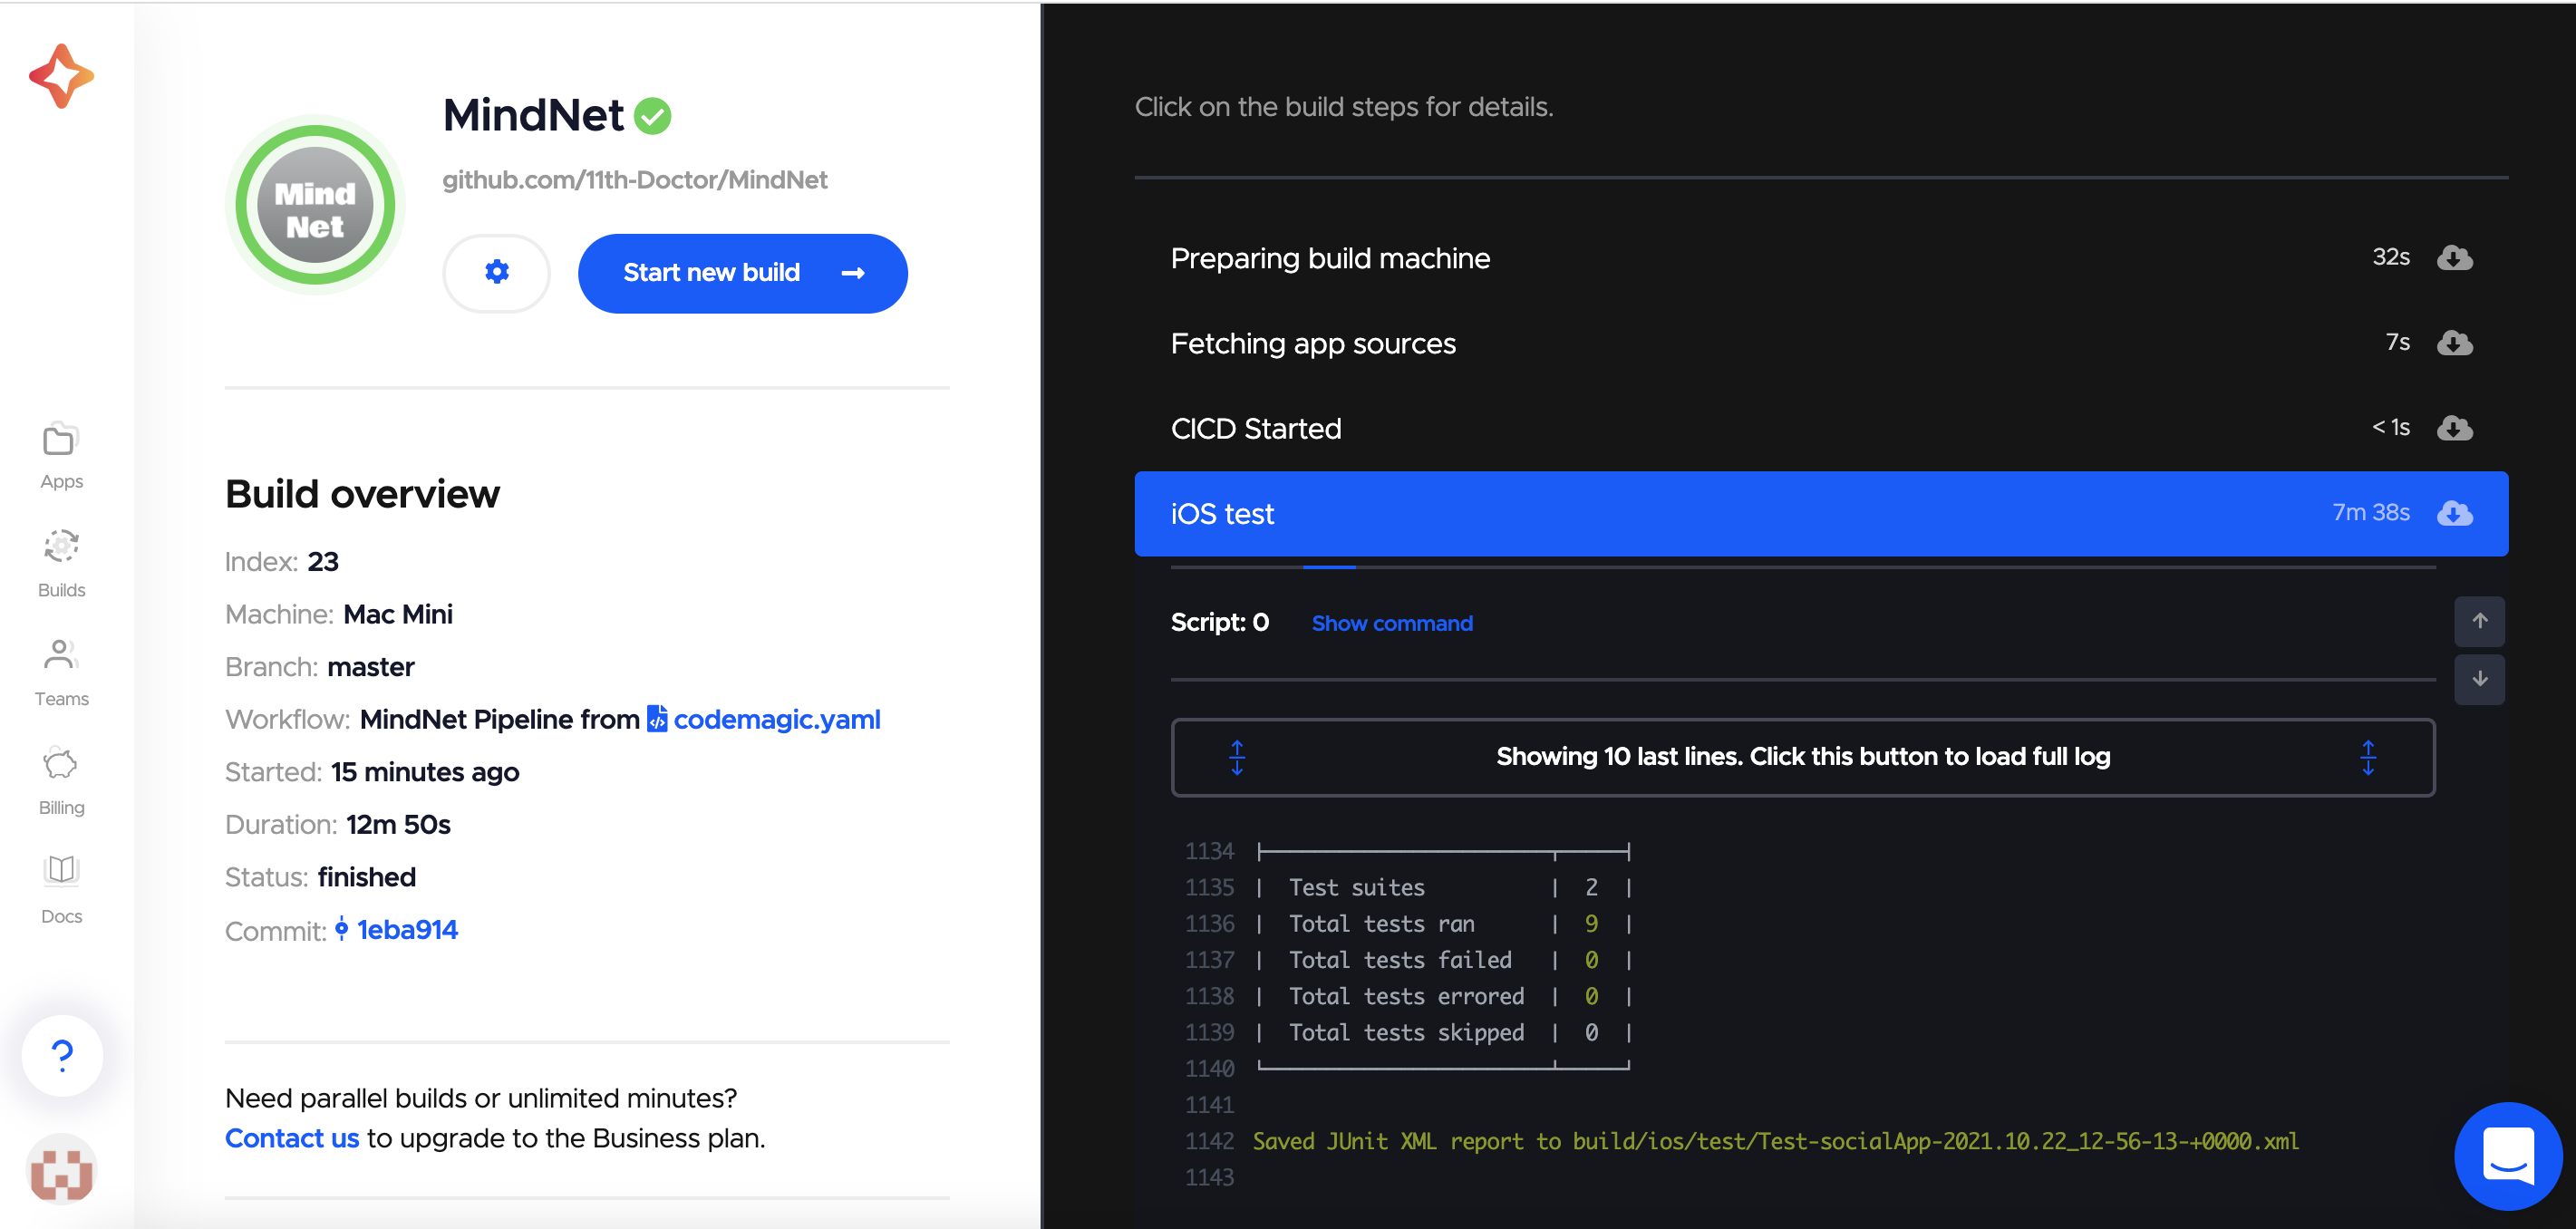 MindNet
github.com/11th-Doctor/MindNet
Mind
Net
Start new build
Apps
Builds
Teams
Billing
Docs
?
Build overview
Index: 23
Machine: Mac Mini
Branch: master
Workflow: MindNet Pipeline from codemagic.yaml
Started: 15 minutes ago
Duration: 12m 50s
Status: finished
Commit: 1eba914
Need parallel builds or unlimited minutes?
Contact us to upgrade to the Business plan.
Click on the build steps for details.
Preparing build machine 32s
Fetching app sources 7s
CICD Started < 1s
iOS test 7m 38s
Script: 0 Show command
Showing 10 last lines. Click this button to load full log
1134
1135 | Test suites | 2 |
1136 | Total tests ran | 9 |
1137 | Total tests failed | 0 |
1138 | Total tests errored | 0 |
1139 | Total tests skipped | 0 |
1140
1141
1142 Saved JUnit XML report to build/ios/test/Test-socialApp-2021.10.22_12-56-13-+0000.xml
1143